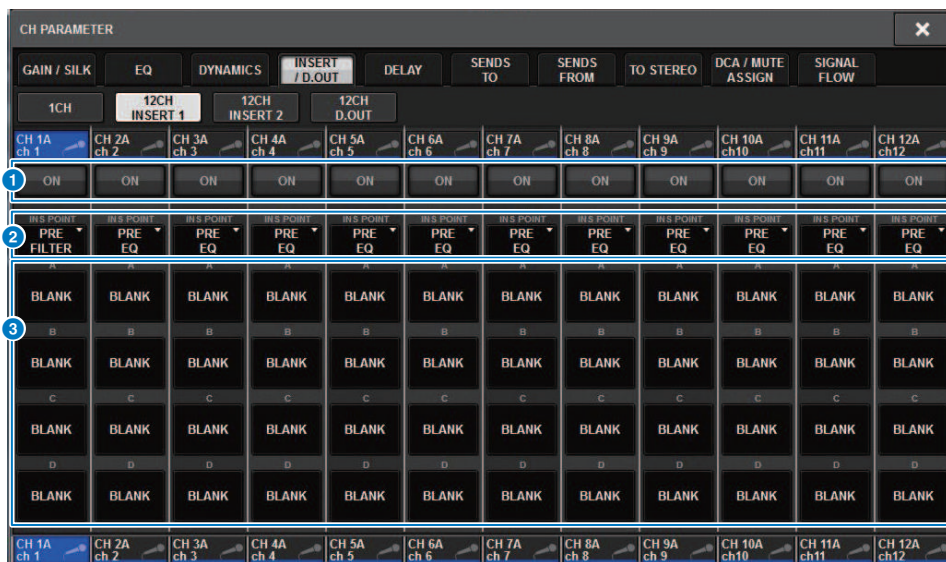 CH PARAMETER ×
GAIN / SILK EQ DYNAMICS INSERT / D.OUT DELAY SENDS TO SENDS FROM TO STEREO DCA / MUTE ASSIGN SIGNAL FLOW
1CH 12CH INSERT 1 12CH INSERT 2 12CH D.OUT
CH 1A CH 2A CH 3A CH 4A CH 5A CH 6A CH 7A CH 8A CH 9A CH 10A CH 11A CH 12A
ch 1 ch 2 ch 3 ch 4 ch 5 ch 6 ch 7 ch 8 ch 9 ch10 ch11 ch12
1 ON ON ON ON ON ON ON ON ON ON ON ON
INS POINT INS POINT INS POINT INS POINT INS POINT INS POINT INS POINT INS POINT INS POINT INS POINT INS POINT INS POINT
2 PRE PRE PRE PRE PRE PRE PRE PRE PRE PRE PRE PRE
FILTER EQ EQ EQ EQ EQ EQ EQ EQ EQ EQ EQ
A A A A A A A A A A A A
BLANK BLANK BLANK BLANK BLANK BLANK BLANK BLANK BLANK BLANK BLANK BLANK
3 B B B B B B B B B B B B
BLANK BLANK BLANK BLANK BLANK BLANK BLANK BLANK BLANK BLANK BLANK BLANK
C C C C C C C C C C C C
BLANK BLANK BLANK BLANK BLANK BLANK BLANK BLANK BLANK BLANK BLANK BLANK
D D D D D D D D D D D D
BLANK BLANK BLANK BLANK BLANK BLANK BLANK BLANK BLANK BLANK BLANK BLANK
CH 1A CH 2A CH 3A CH 4A CH 5A CH 6A CH 7A CH 8A CH 9A CH 10A CH 11A CH 12A
ch 1 ch 2 ch 3 ch 4 ch 5 ch 6 ch 7 ch 8 ch 9 ch10 ch11 ch12